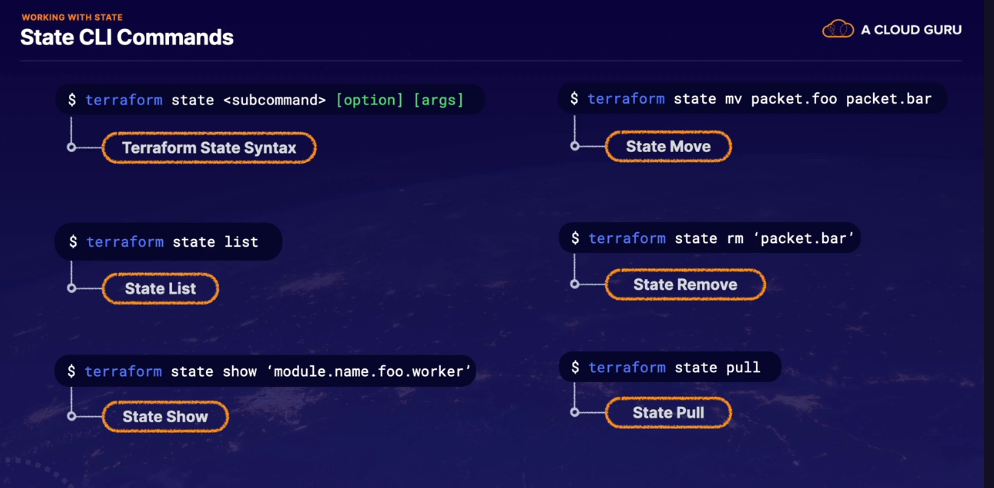 WORKING WITH STATE
State CLI Commands
A CLOUD GURU
$ terraform state <subcommand> [option] [args]
Terraform State Syntax
$ terraform state list
State List
$ terraform state show ‘module.name.foo.worker‘
State Show
$ terraform state mv packet.foo packet.bar
State Move
$ terraform state rm ‘packet.bar’
State Remove
$ terraform state pull
State Pull